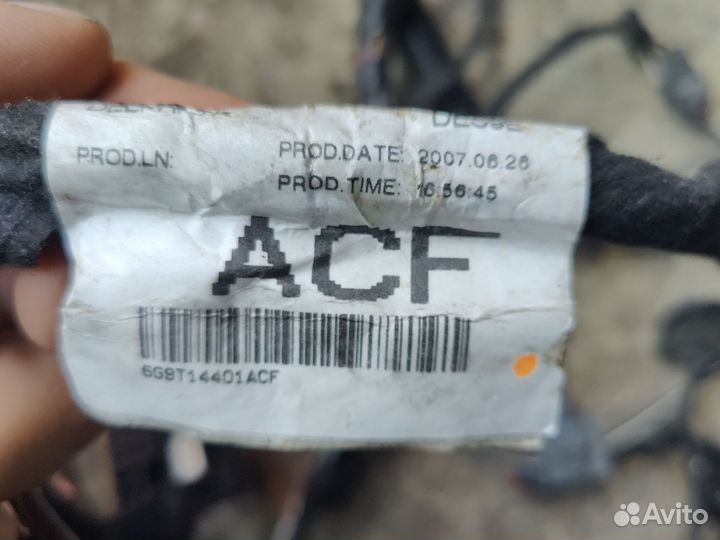 PROD.LN:
PROD.DATE: 2007.06.26
PROD.TIME: 16:56:45
ACF
6G9T14401ACF
Avito